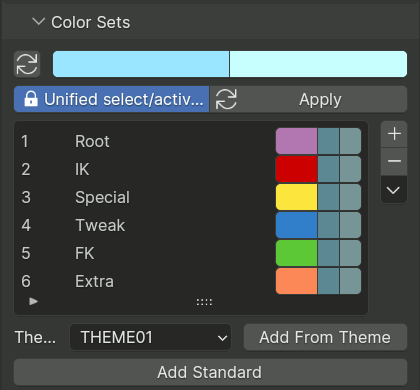 Color Sets
Unified select/activ... Apply
1 Root
2 IK
3 Special
4 Tweak
5 FK
6 Extra
The... THEME01 Add From Theme
Add Standard